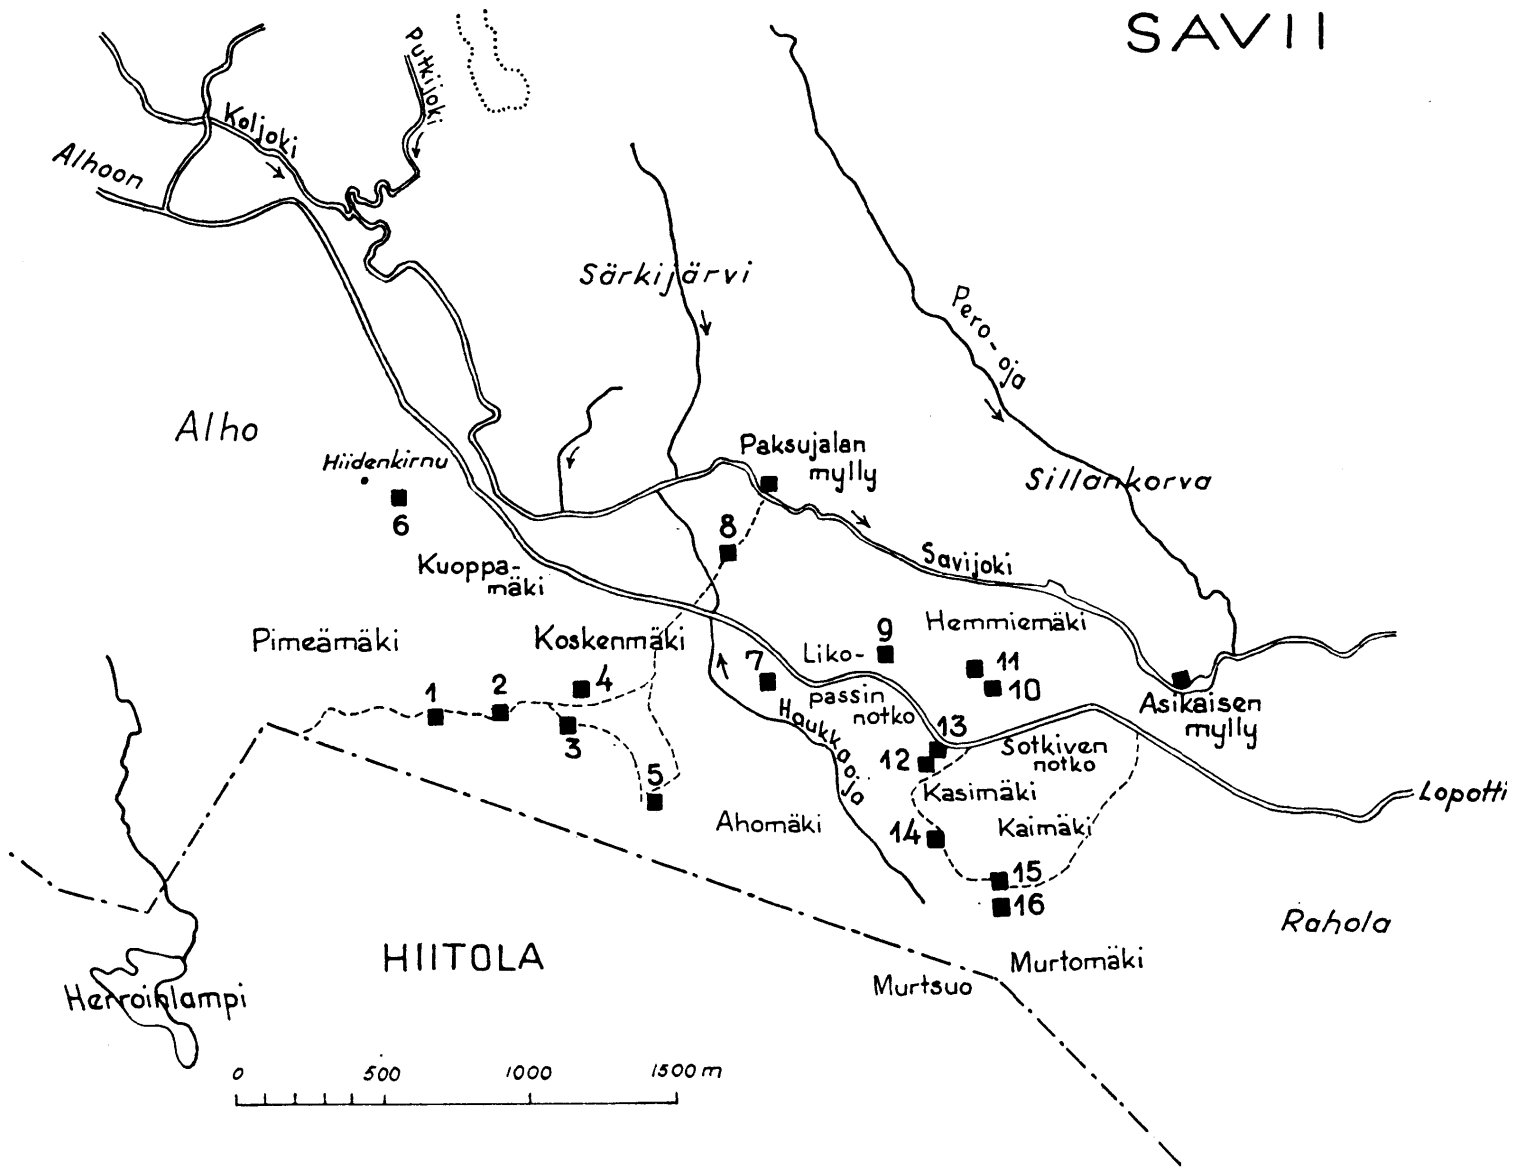 SAVII
Putkijoki
Koljoki
Alhoon
Särkijärvi
Pero-oja
Alho
Hiidenkirnu
Paksujalan
mylly
Sillankorva
6
8
Kuoppa-
mäki
Savijoki
Pimeämäki
Koskenmäki
9
Hemmiemäki
Liko-
passin
notko
7
11
10
1
2
4
3
5
Haukkaoja
13
12
Sotkiven
notko
Asikaisen
mylly
Kasimäki
Lopotti
Ahomäki
14
Kaimäki
15
16
Rahola
HIITOLA
Murtomäki
Murtsuo
Herroinlampi
0 500 1000 1500 m